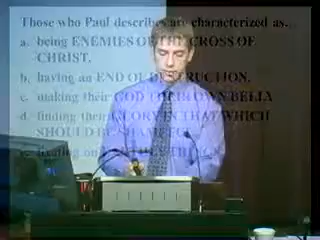 Those who Paul describes are characterized as.
a. being ENEMIES OF THE CROSS OF
CHRIST.
b. having an END OF DESTRUCTION.
c. making their GOD THEIR OWN BELLY
d. finding their GLORY IN THAT WHICH
SHOULD BE SHAMEFUL
e.